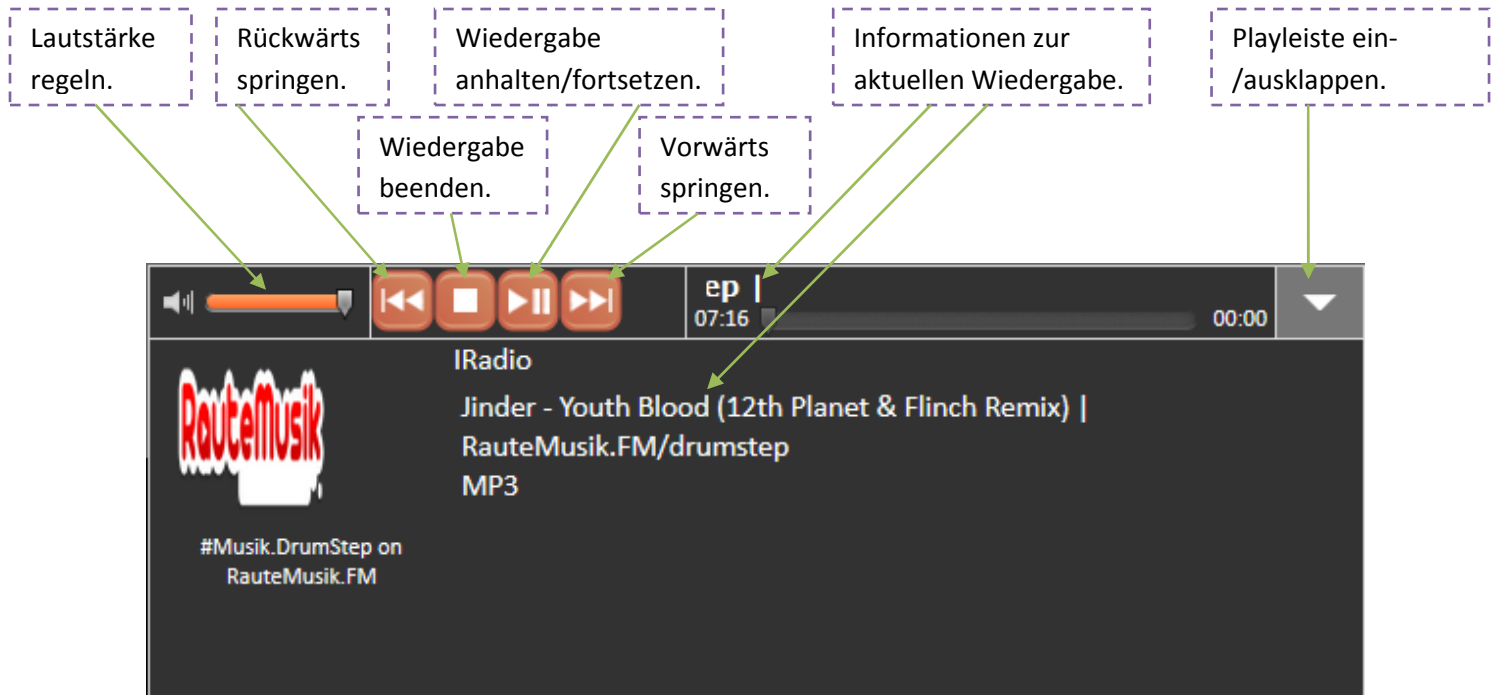 Lautstärke
regeln.
Rückwärts
springen.
Wiedergabe
anhalten/fortsetzen.
Informationen zur
aktuellen Wiedergabe.
Playleiste ein-
/ausklappen.
Wiedergabe
beenden.
Vorwärts
springen.
ep |
07:16
00:00
IRadio
RauteMusik
Jinder - Youth Blood (12th Planet & Flinch Remix) |
RauteMusik.FM/drumstep
MP3
#Musik.DrumStep on
RauteMusik.FM